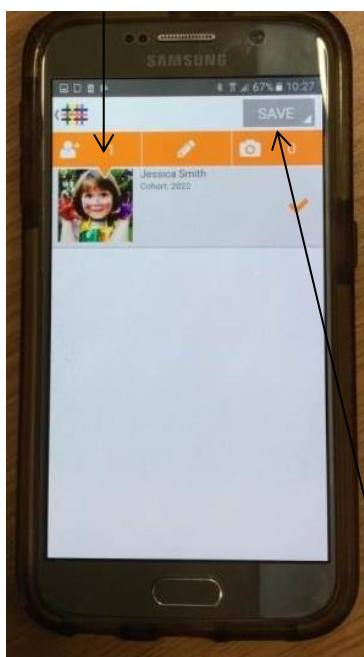 SAMSUNG
67% 10:27
SAVE
Jessica Smith
Cohort: 2022